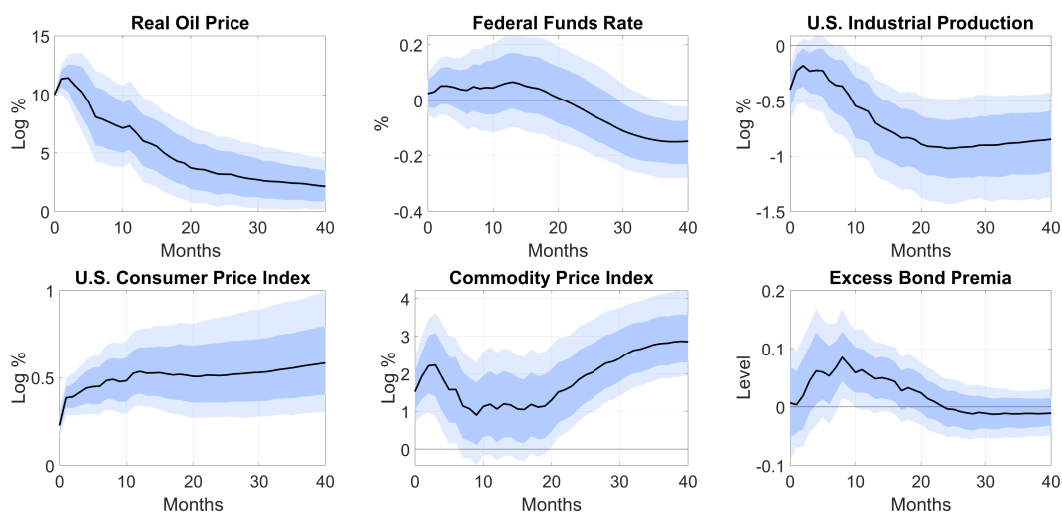 Real Oil Price
Federal Funds Rate
U.S. Industrial Production
15
10
5
0
Log %
0 10 20 30 40
Months
0.2
0
-0.2
-0.4
%
0 10 20 30 40
Months
0
-0.5
-1
-1.5
Log %
0 10 20 30 40
Months
U.S. Consumer Price Index
Commodity Price Index
Excess Bond Premia
1
0.5
0
Log %
0 10 20 30 40
Months
4
3
2
1
0
Log %
0 10 20 30 40
Months
0.2
0.1
0
-0.1
Level
0 10 20 30 40
Months